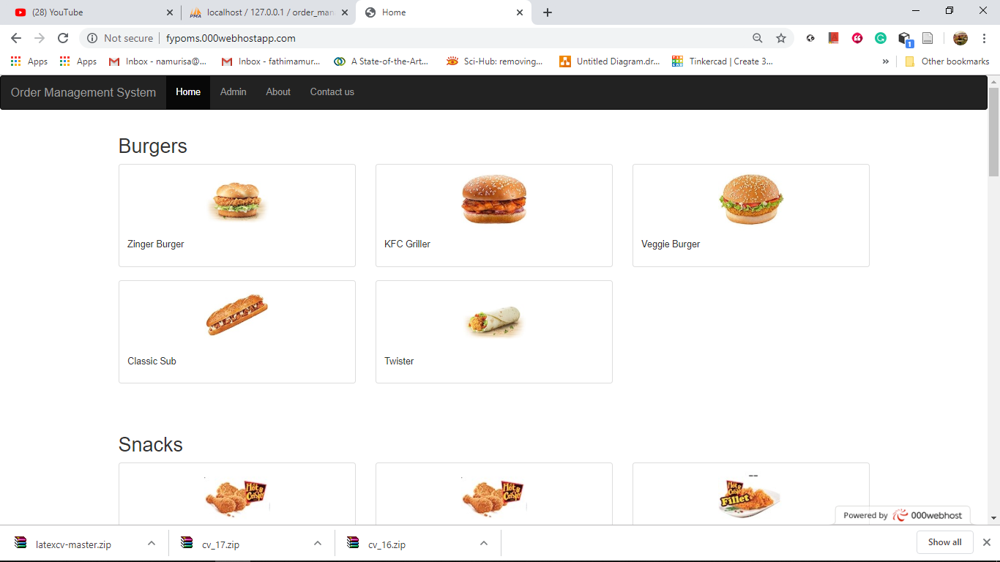 (28) YouTube
localhost / 127.0.0.1 / order_man
Home
Not secure
fypoms.000webhostapp.com
1
Apps
Apps
Inbox - namurisa@...
Inbox - fathimamur...
A State-of-the-Art...
Sci-Hub: removing...
Untitled Diagram.dr...
Tinkercad | Create 3...
Other bookmarks
Order Management System
Home
Admin
About
Contact us
Burgers
Zinger Burger
KFC Griller
Veggie Burger
Classic Sub
Twister
Snacks
Hot &
Crispy
Hot &
Crispy
Hot &
Crispy
Fillet
Powered by 000webhost
latexcv-master.zip
cv_17.zip
cv_16.zip
Show all